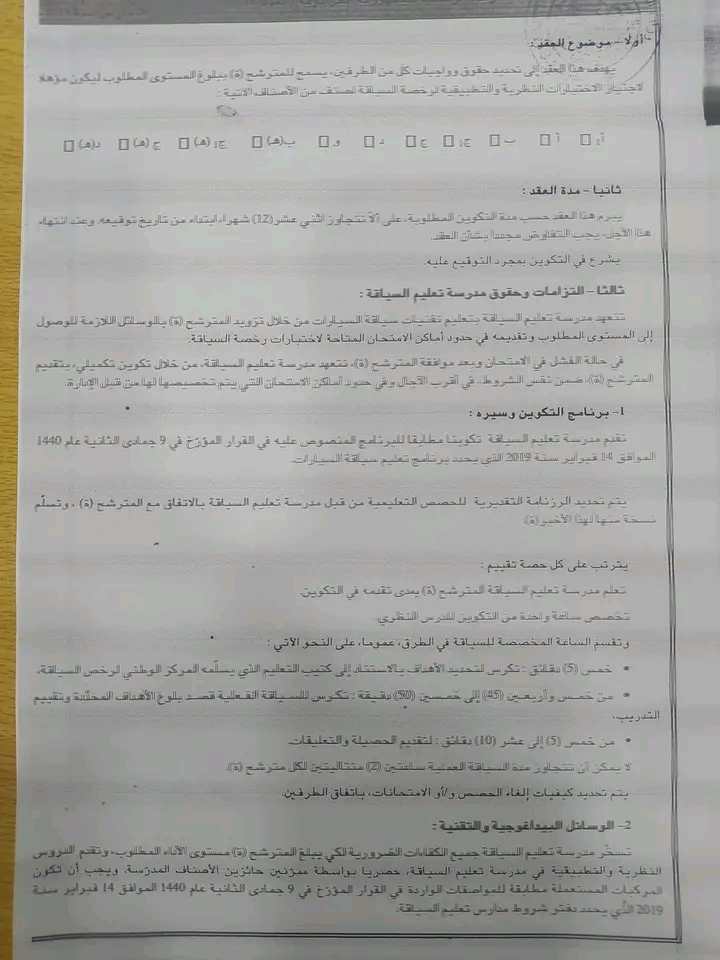 أولا – موضوع العقد :
يهدف هذا العقد إلى تحديد حقوق وواجبات كل من الطرفين، يسمح للمترشح (ة) ببلوغ المستوى المطلوب ليكون مؤهلا
لاجتياز الاختبارات النظرية والتطبيقية لرخصة السياقة لصنف من الأصناف الآتية :
أ1 □ أ □ ب □ ج1 □ ج □ د □ و □ ب(هـ) □ ج1(هـ) □ ج (هـ) □ د(هـ) □
ثانيا – مدة العقد :
يبرم هذا العقد حسب مدة التكوين المطلوبة، على ألا تتجاوز اثني عشر(12) شهرا، ابتداء من تاريخ توقيعه. وعند انتهاء
هذا الأجل، يجب التفاوض مجددا بشأن العقد.
يشرع في التكوين بمجرد التوقيع عليه.
ثالثا – التزامات وحقوق مدرسة تعليم السياقة :
تتعهد مدرسة تعليم السياقة بتعليم تقنيات سياقة السيارات من خلال تزويد المترشح (ة) بالوسائل اللازمة للوصول
إلى المستوى المطلوب وتقديمه في حدود أماكن الامتحان المتاحة لاختبارات رخصة السياقة.
في حالة الفشل في الامتحان وبعد موافقة المترشح (ة)، تتعهد مدرسة تعليم السياقة، من خلال تكوين تكميلي، بتقديم
المترشح (ة)، ضمن نفس الشروط، في أقرب الآجال وفي حدود أماكن الامتحان التي يتم تخصيصها لها من قبل الإدارة.
1– برنامج التكوين وسيره :
تقدم مدرسة تعليم السياقة تكوينا مطابقا للبرنامج المنصوص عليه في القرار المؤرّخ في 9 جمادى الثانية عام 1440
الموافق 14 فبراير سنة 2019 الذي يحدد برنامج تعليم سياقة السيارات.
يتم تحديد الرزنامة التقديرية للحصص التعليمية من قبل مدرسة تعليم السياقة بالاتفاق مع المترشح (ة) ، وتسلّم
نسخة منها لهذا الأخير(ة).
يترتب على كل حصة تقييم :
تعلم مدرسة تعليم السياقة المترشح (ة) بمدى تقدمه في التكوين.
تخصص ساعة واحدة من التكوين للدرس النظري.
وتقسم الساعة المخصصة للسياقة في الطرق، عموما، على النحو الآتي :
• خمس (5) دقائق : تكرس لتحديد الأهداف بالاستناد إلى كتيب التعليم الذي يسلّمه المركز الوطني لرخص السياقة،
• من خمس وأربعين (45) إلى خمسين (50) دقيقة : تكرس للسياقة الفعلية قصد بلوغ الأهداف المحدّدة وتقييم
التدريب،
• من خمس (5) إلى عشر (10) دقائق : لتقديم الحصيلة والتعليقات.
لا يمكن أن تتجاوز مدة السياقة العملية ساعتين (2) متتاليتين لكل مترشح (ة).
يتم تحديد كيفيات إلغاء الحصص و/أو الامتحانات، باتفاق الطرفين.
2– الوسائل البيداغوجية والتقنية :
تسخّر مدرسة تعليم السياقة جميع الكفاءات الضرورية لكي يبلغ المترشح (ة) مستوى الأداء المطلوب، وتقدم الدروس
النظرية والتطبيقية في مدرسة تعليم السياقة، حصريا بواسطة ممرّنين حائزين الأصناف المدرّسة. ويجب أن تكون
المركبات المستعملة مطابقة للمواصفات الواردة في القرار المؤرّخ في 9 جمادى الثانية عام 1440 الموافق 14 فبراير سنة
2019 الّذي يحدد دفتر شروط مدارس تعليم السياقة.